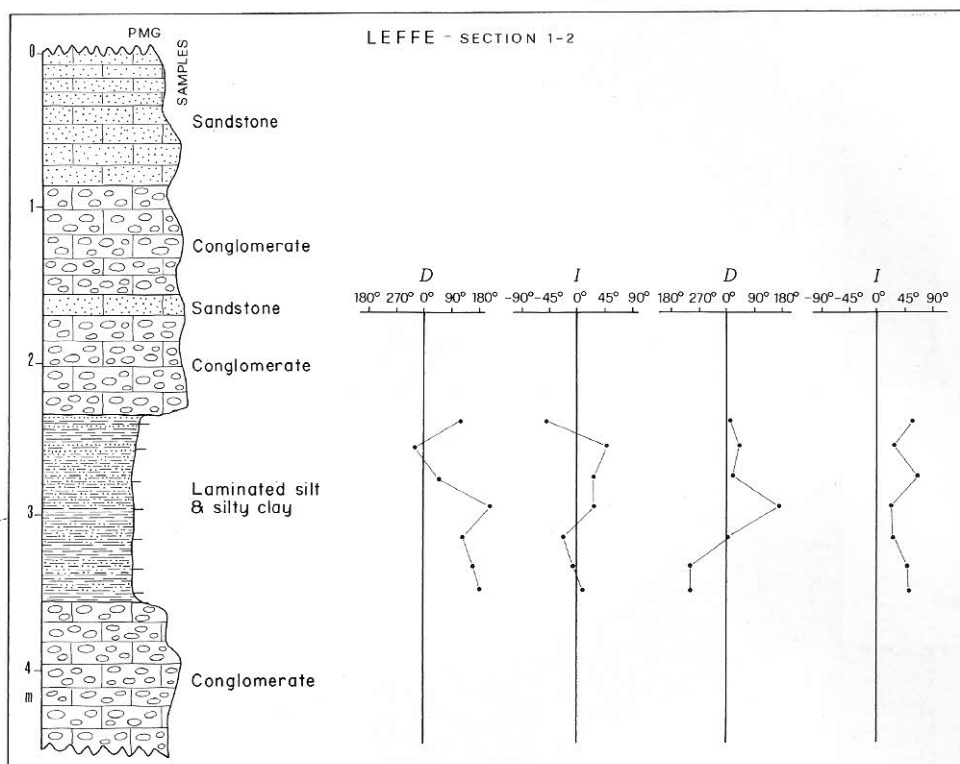 LEFFE - SECTION 1-2
PMG
SAMPLES
0
Sandstone
1
Conglomerate
Sandstone
2
Conglomerate
Laminated silt
& silty clay
3
4
m
Conglomerate
D I D I
180° 270° 0° 90° 180° -90° -45° 0° 45° 90° 180° 270° 0° 90° 180° -90° -45° 0° 45° 90°